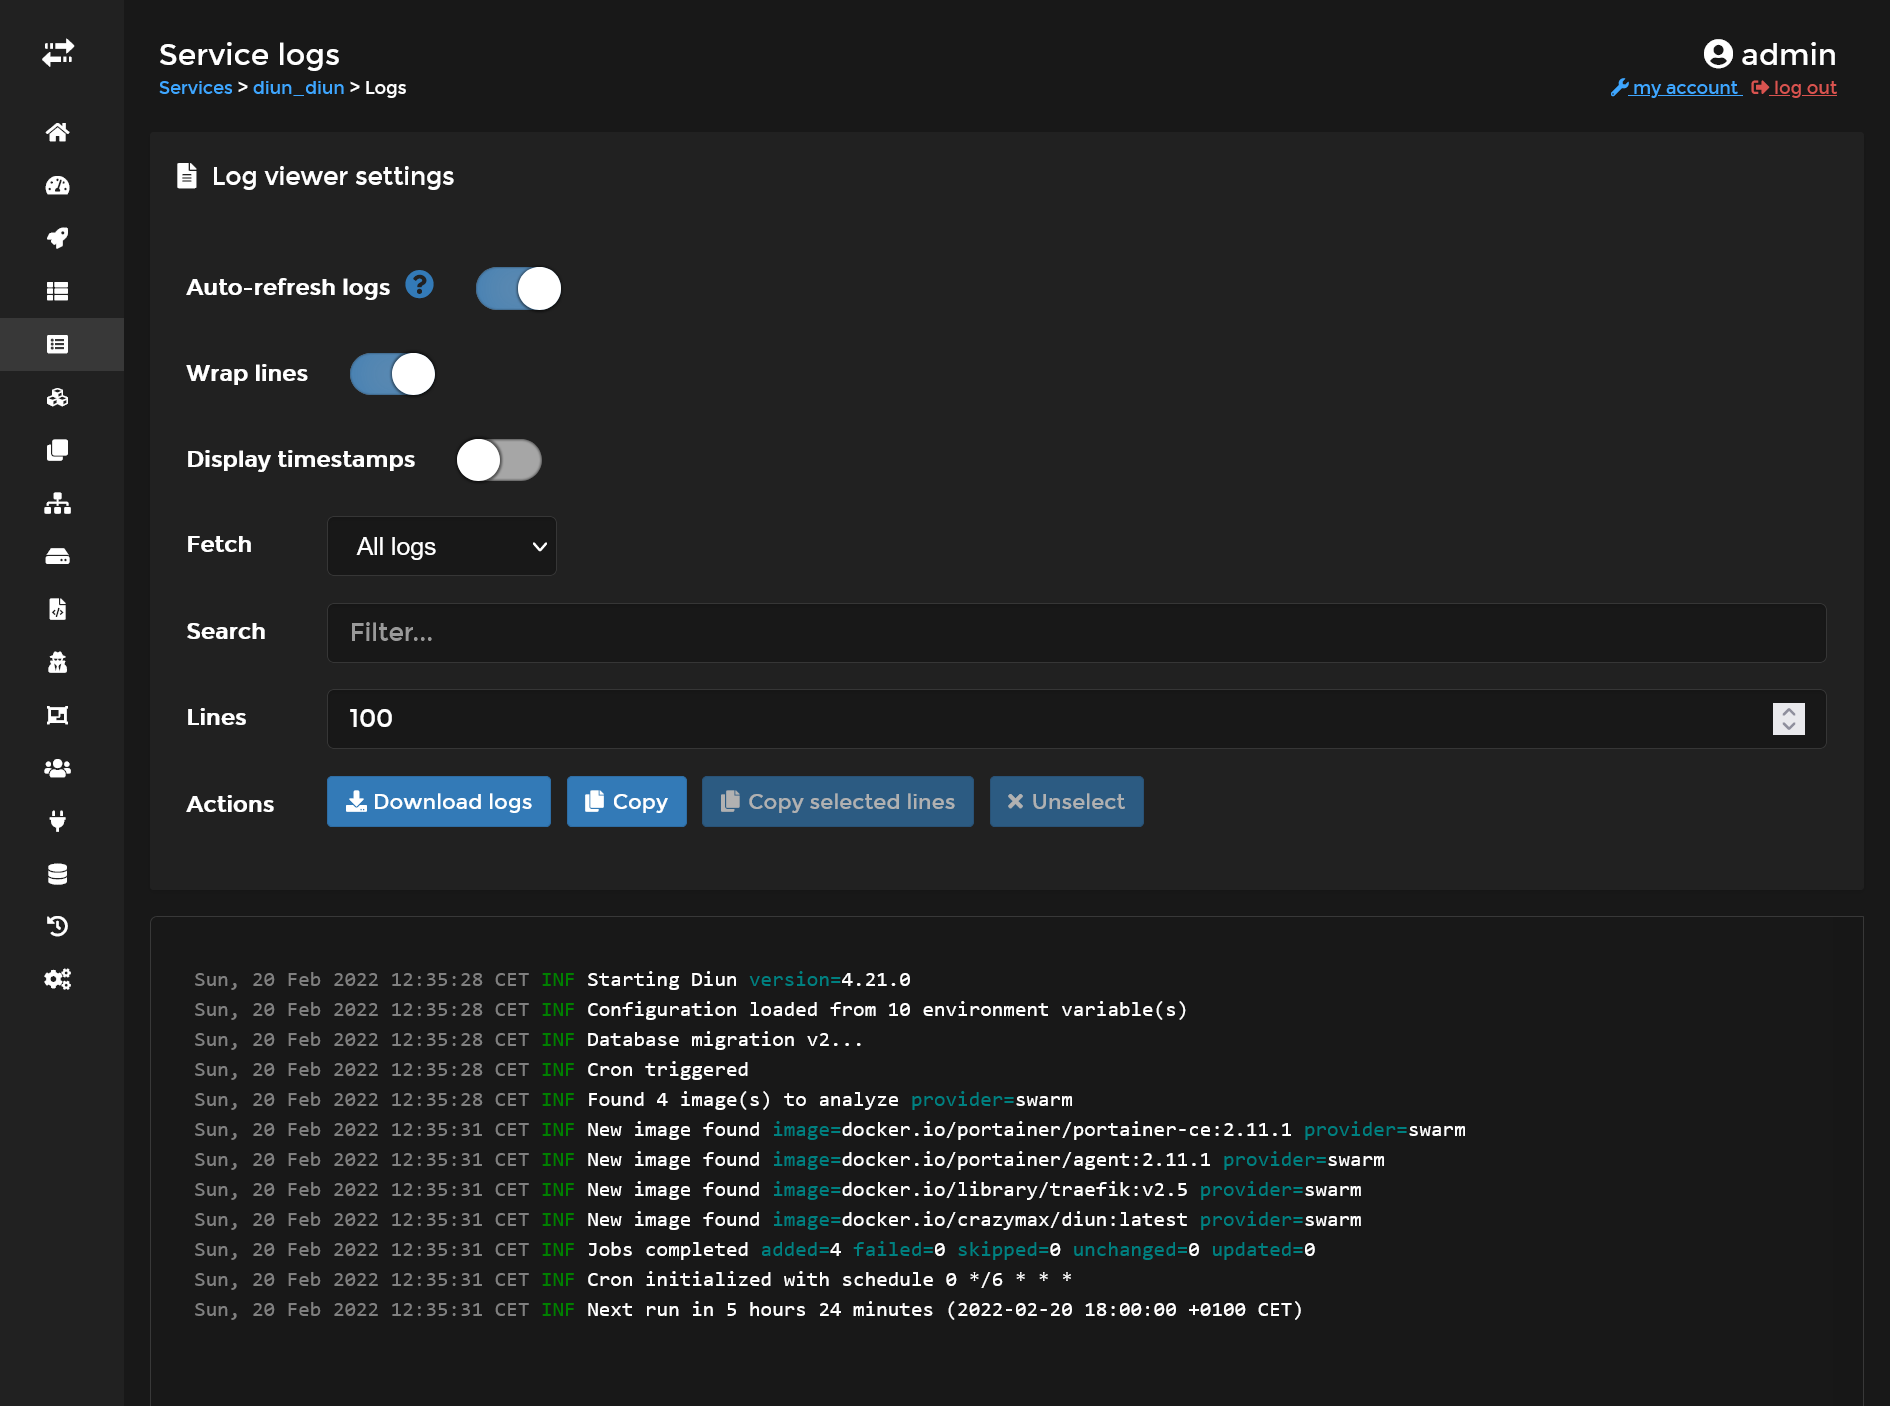 Service logs
Services > diun_diun > Logs
admin
my account log out
Log viewer settings
Auto-refresh logs ?
Wrap lines
Display timestamps
Fetch All logs
Search Filter...
Lines 100
Actions Download logs Copy Copy selected lines Unselect
Sun, 20 Feb 2022 12:35:28 CET INF Starting Diun version=4.21.0
Sun, 20 Feb 2022 12:35:28 CET INF Configuration loaded from 10 environment variable(s)
Sun, 20 Feb 2022 12:35:28 CET INF Database migration v2...
Sun, 20 Feb 2022 12:35:28 CET INF Cron triggered
Sun, 20 Feb 2022 12:35:28 CET INF Found 4 image(s) to analyze provider=swarm
Sun, 20 Feb 2022 12:35:31 CET INF New image found image=docker.io/portainer/portainer-ce:2.11.1 provider=swarm
Sun, 20 Feb 2022 12:35:31 CET INF New image found image=docker.io/portainer/agent:2.11.1 provider=swarm
Sun, 20 Feb 2022 12:35:31 CET INF New image found image=docker.io/library/traefik:v2.5 provider=swarm
Sun, 20 Feb 2022 12:35:31 CET INF New image found image=docker.io/crazymax/diun:latest provider=swarm
Sun, 20 Feb 2022 12:35:31 CET INF Jobs completed added=4 failed=0 skipped=0 unchanged=0 updated=0
Sun, 20 Feb 2022 12:35:31 CET INF Cron initialized with schedule 0 */6 * * *
Sun, 20 Feb 2022 12:35:31 CET INF Next run in 5 hours 24 minutes (2022-02-20 18:00:00 +0100 CET)